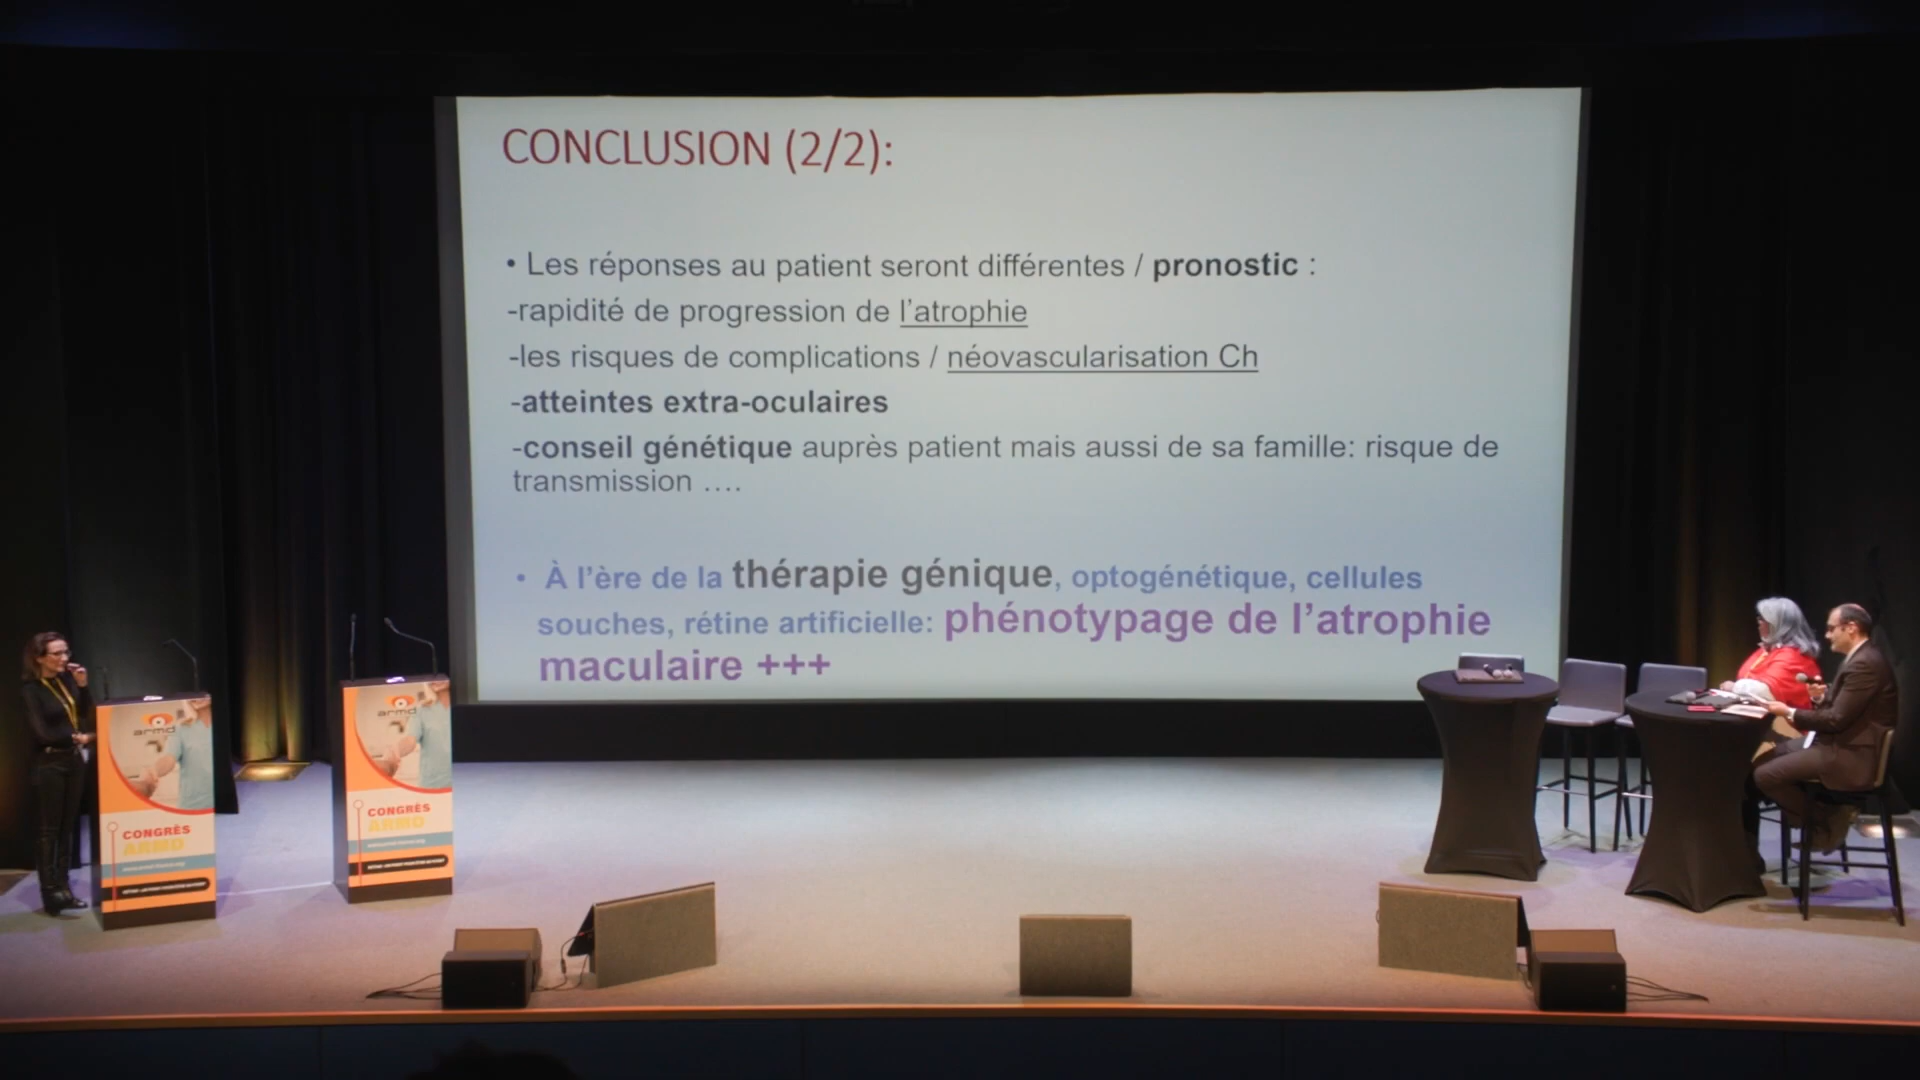 CONCLUSION (2/2):
• Les réponses au patient seront différentes / pronostic :
-rapidité de progression de l'atrophie
-les risques de complications / néovascularisation Ch
-atteintes extra-oculaires
-conseil génétique auprès patient mais aussi de sa famille: risque de
transmission ....
• À l'ère de la thérapie génique, optogénétique, cellules
souches, rétine artificielle: phénotypage de l'atrophie
maculaire +++
armd
CONGRÈS
ARMD
armd
CONGRÈS
ARMD